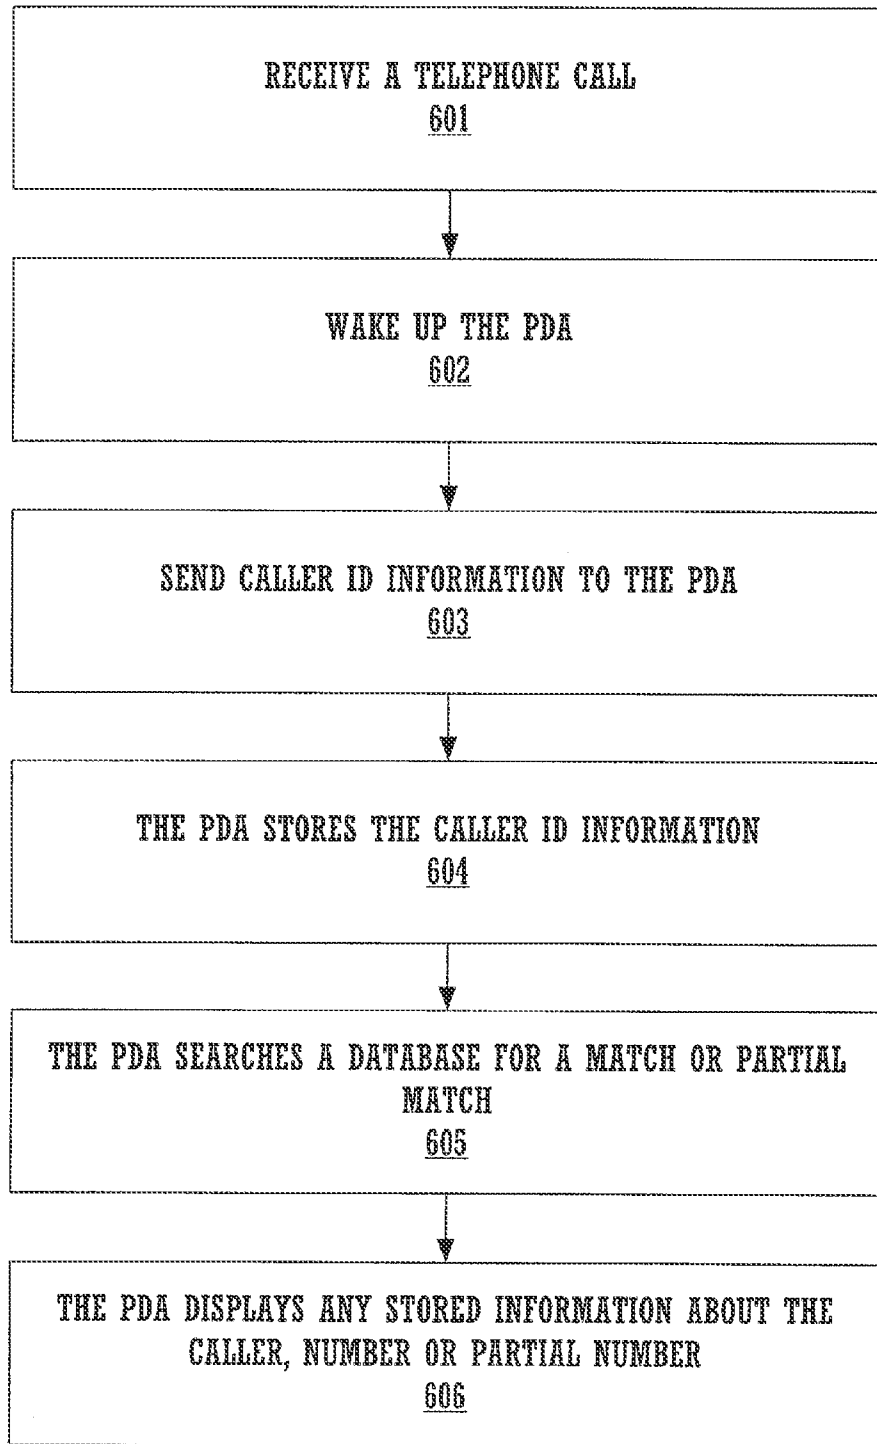 RECEIVE A TELEPHONE CALL
601
WAKE UP THE PDA
602
SEND CALLER ID INFORMATION TO THE PDA
603
THE PDA STORES THE CALLER ID INFORMATION
604
THE PDA SEARCHES A DATABASE FOR A MATCH OR PARTIAL
MATCH
605
THE PDA DISPLAYS ANY STORED INFORMATION ABOUT THE
CALLER, NUMBER OR PARTIAL NUMBER
606